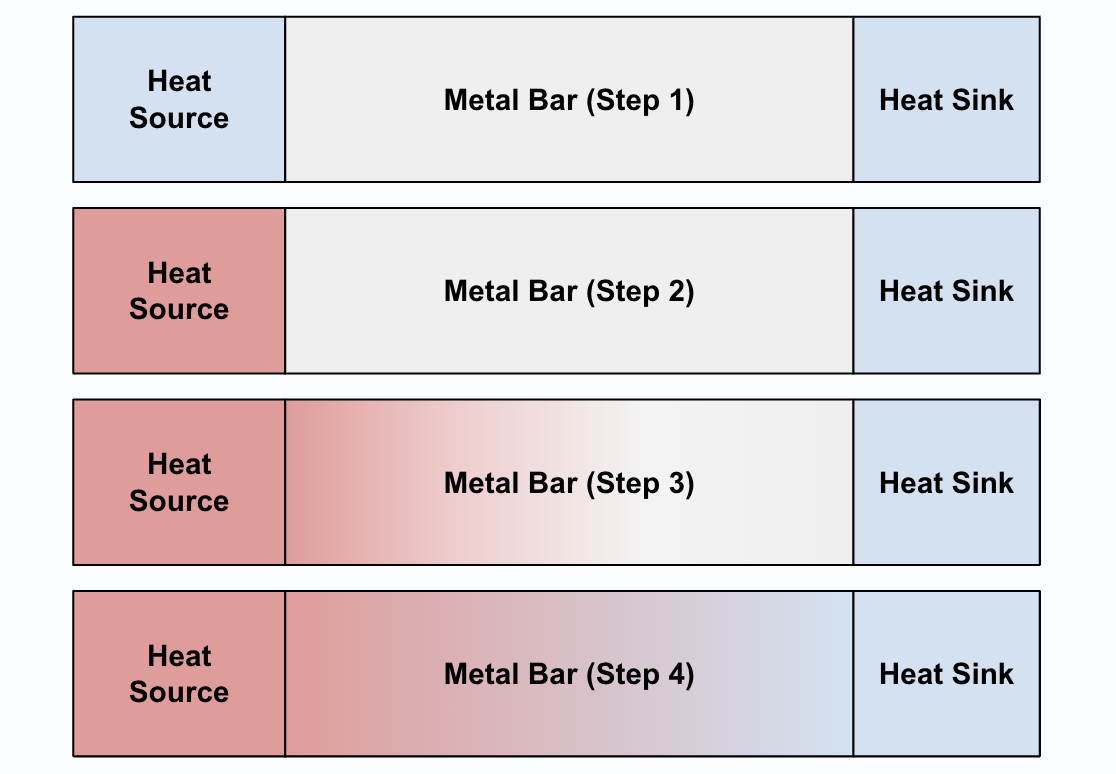 Heat
Source
Metal Bar (Step 1)
Heat Sink
Heat
Source
Metal Bar (Step 2)
Heat Sink
Heat
Source
Metal Bar (Step 3)
Heat Sink
Heat
Source
Metal Bar (Step 4)
Heat Sink